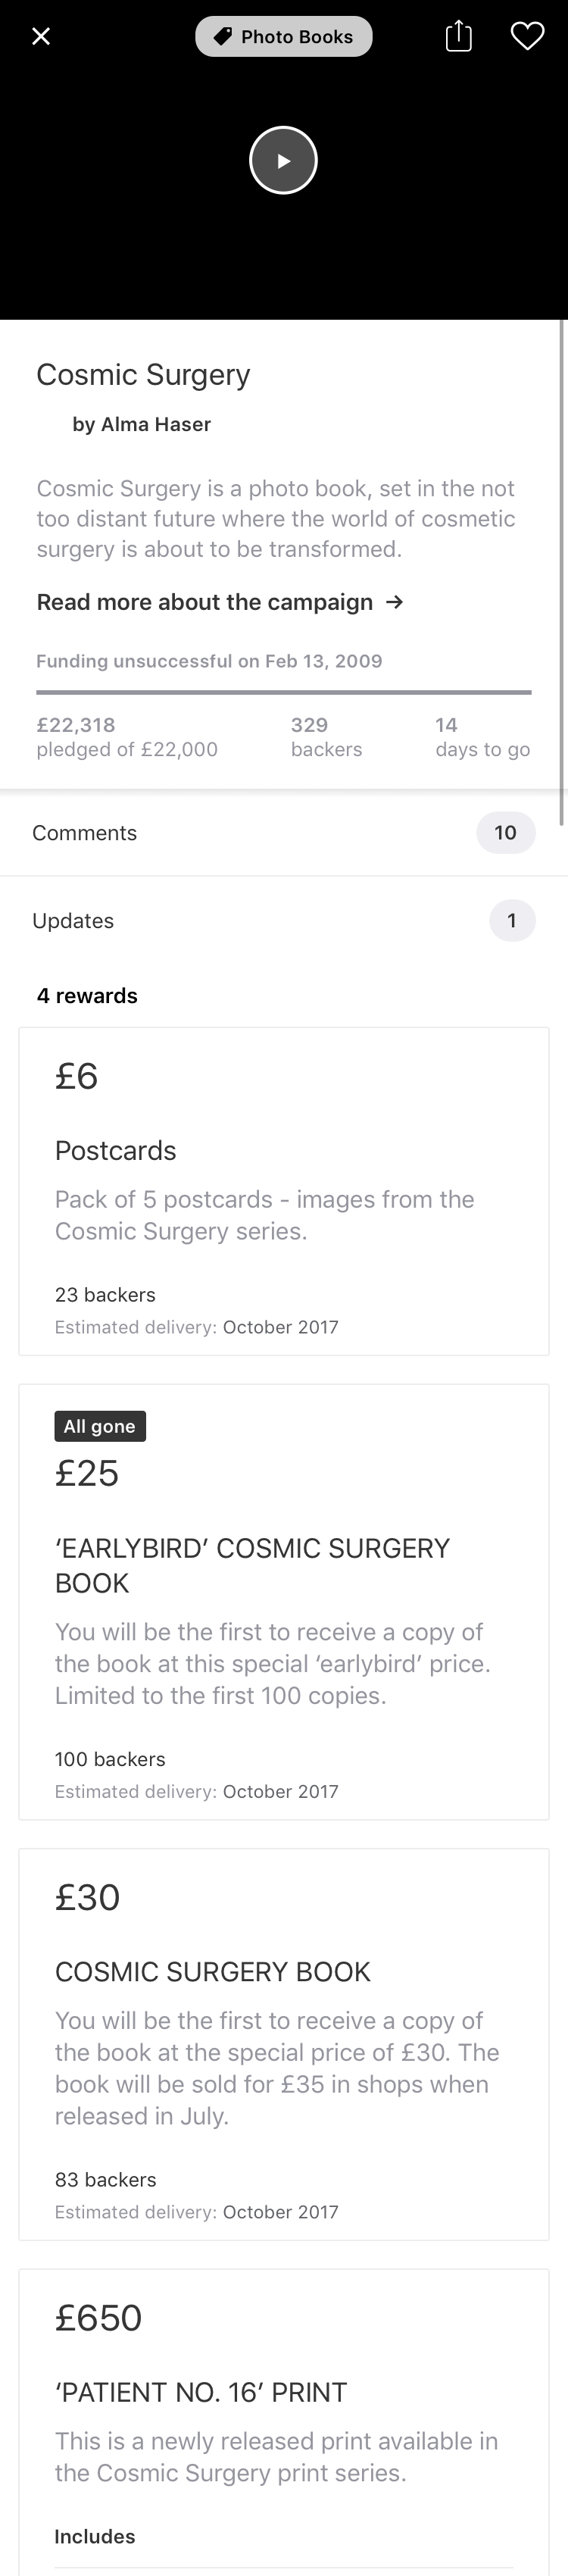 Photo Books
Cosmic Surgery
by Alma Haser
Cosmic Surgery is a photo book, set in the not
too distant future where the world of cosmetic
surgery is about to be transformed.
Read more about the campaign →
Funding unsuccessful on Feb 13, 2009
£22,318
pledged of £22,000
329
backers
14
days to go
Comments
10
Updates
1
4 rewards
£6
Postcards
Pack of 5 postcards - images from the
Cosmic Surgery series.
23 backers
Estimated delivery: October 2017
All gone
£25
‘EARLYBIRD’ COSMIC SURGERY
BOOK
You will be the first to receive a copy of
the book at this special ‘earlybird’ price.
Limited to the first 100 copies.
100 backers
Estimated delivery: October 2017
£30
COSMIC SURGERY BOOK
You will be the first to receive a copy of
the book at the special price of £30. The
book will be sold for £35 in shops when
released in July.
83 backers
Estimated delivery: October 2017
£650
‘PATIENT NO. 16’ PRINT
This is a newly released print available in
the Cosmic Surgery print series.
Includes